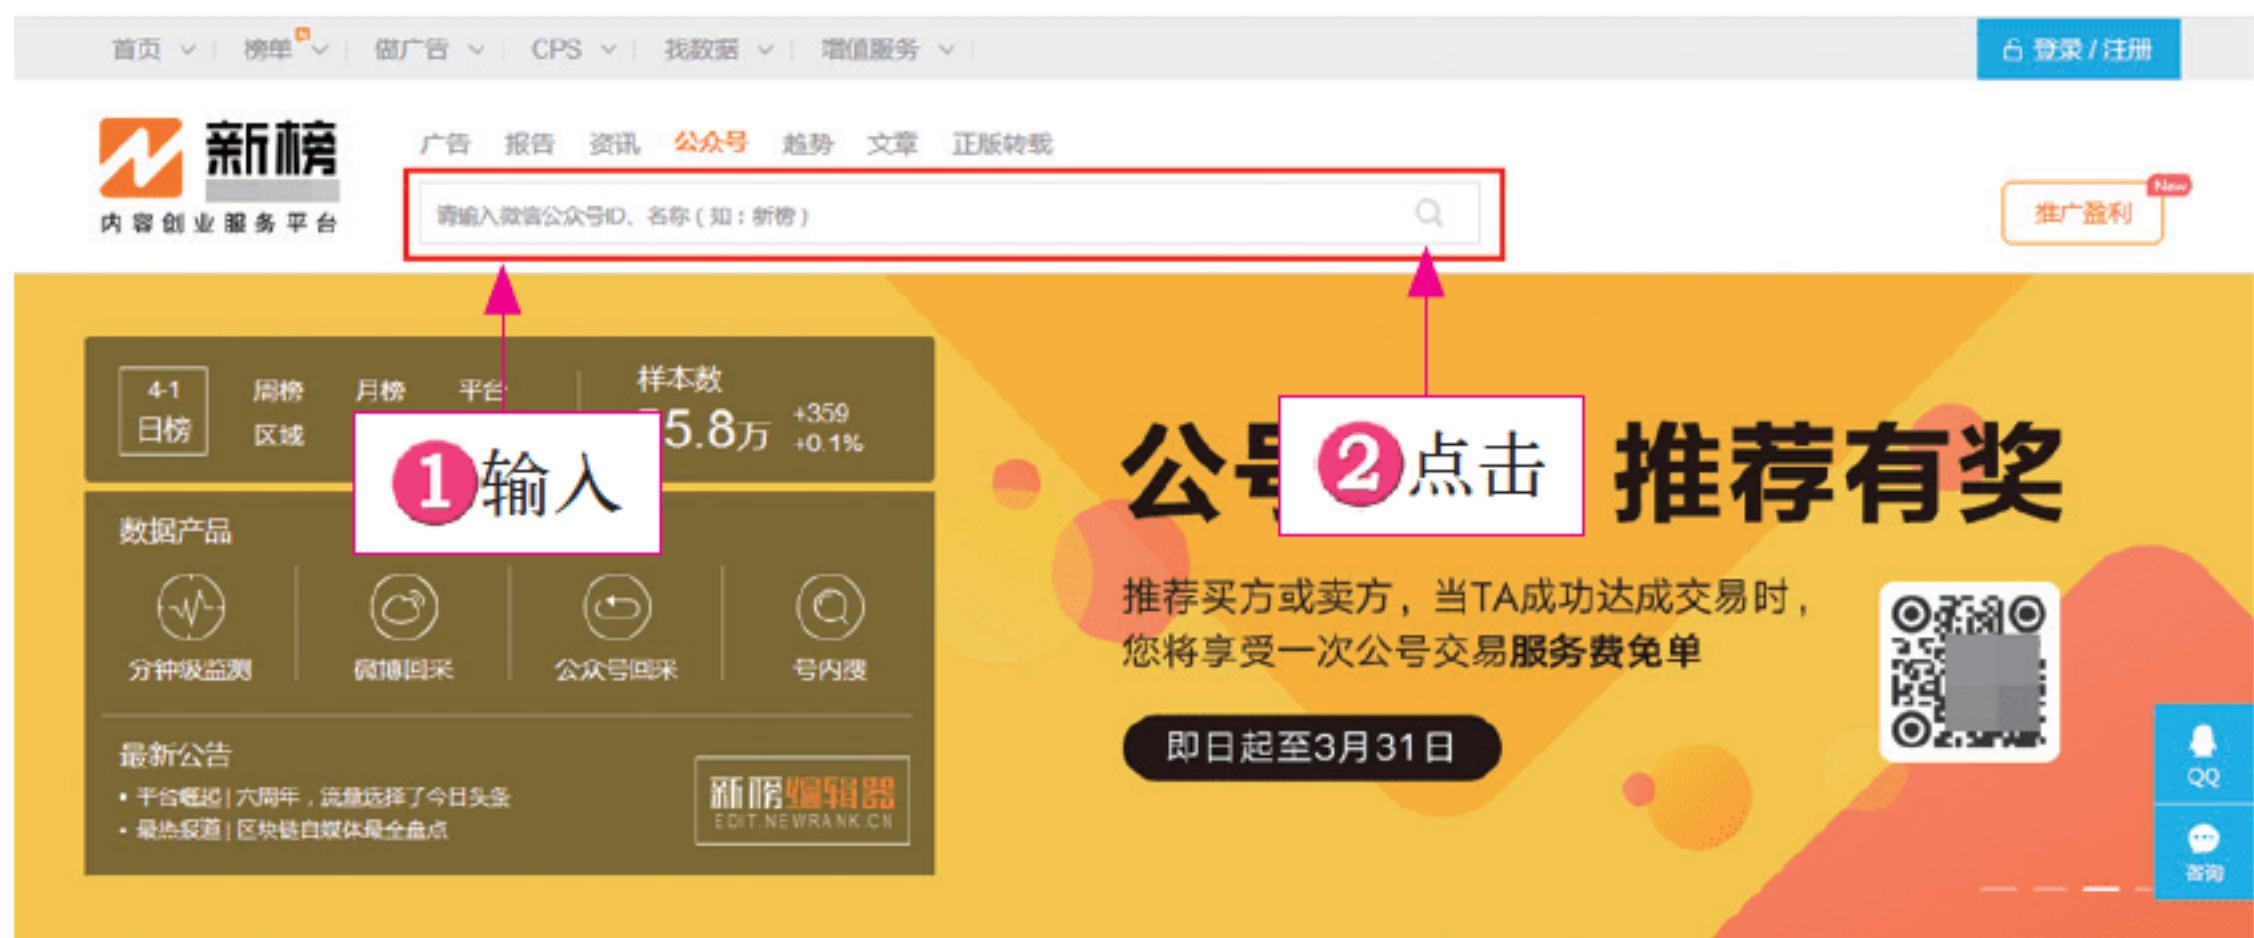 首页 榜单 做广告 CPS 找数据 增值服务 登录 / 注册
新榜
内容创业服务平台
广告 报告 资讯 公众号 趋势 文章 正版转载
请输入微信公众号ID、名称 ( 如 : 新榜 )
New
推广盈利
4-1
日榜
周榜 月榜 平台
区域
样本数
5.8万
+359
+0.1%
1 输入
2 点击
公号 推荐有奖
推荐买方或卖方，当TA成功达成交易时，
您将享受一次公号交易服务费免单
即日起至3月31日
数据产品
分钟级监测 微博回采 公众号回采 号内搜
最新公告
• 平台崛起 | 六周年，流量选择了今日头条
• 最热报道 | 区块链自媒体最全盘点
新榜编辑器
EDIT.NEWRANK.CN
QQ
咨询